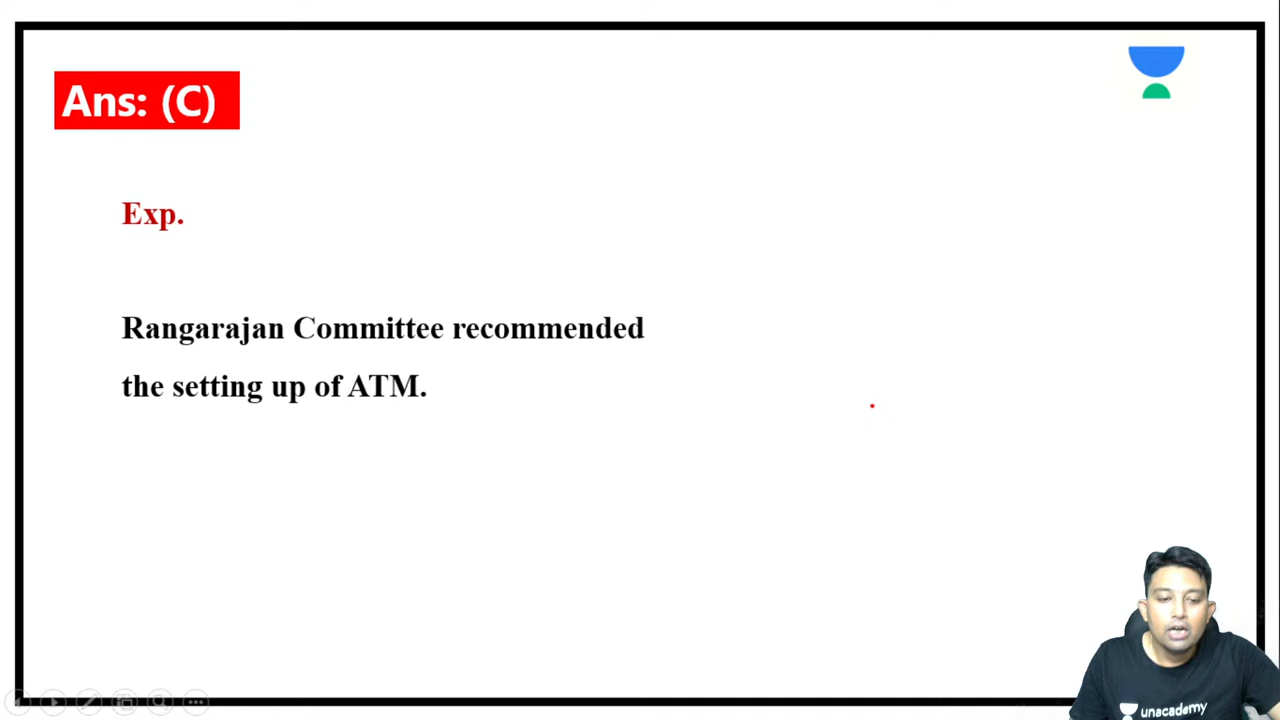 Ans: (C)
Exp.
Rangarajan Committee recommended
the setting up of ATM.
unacademy